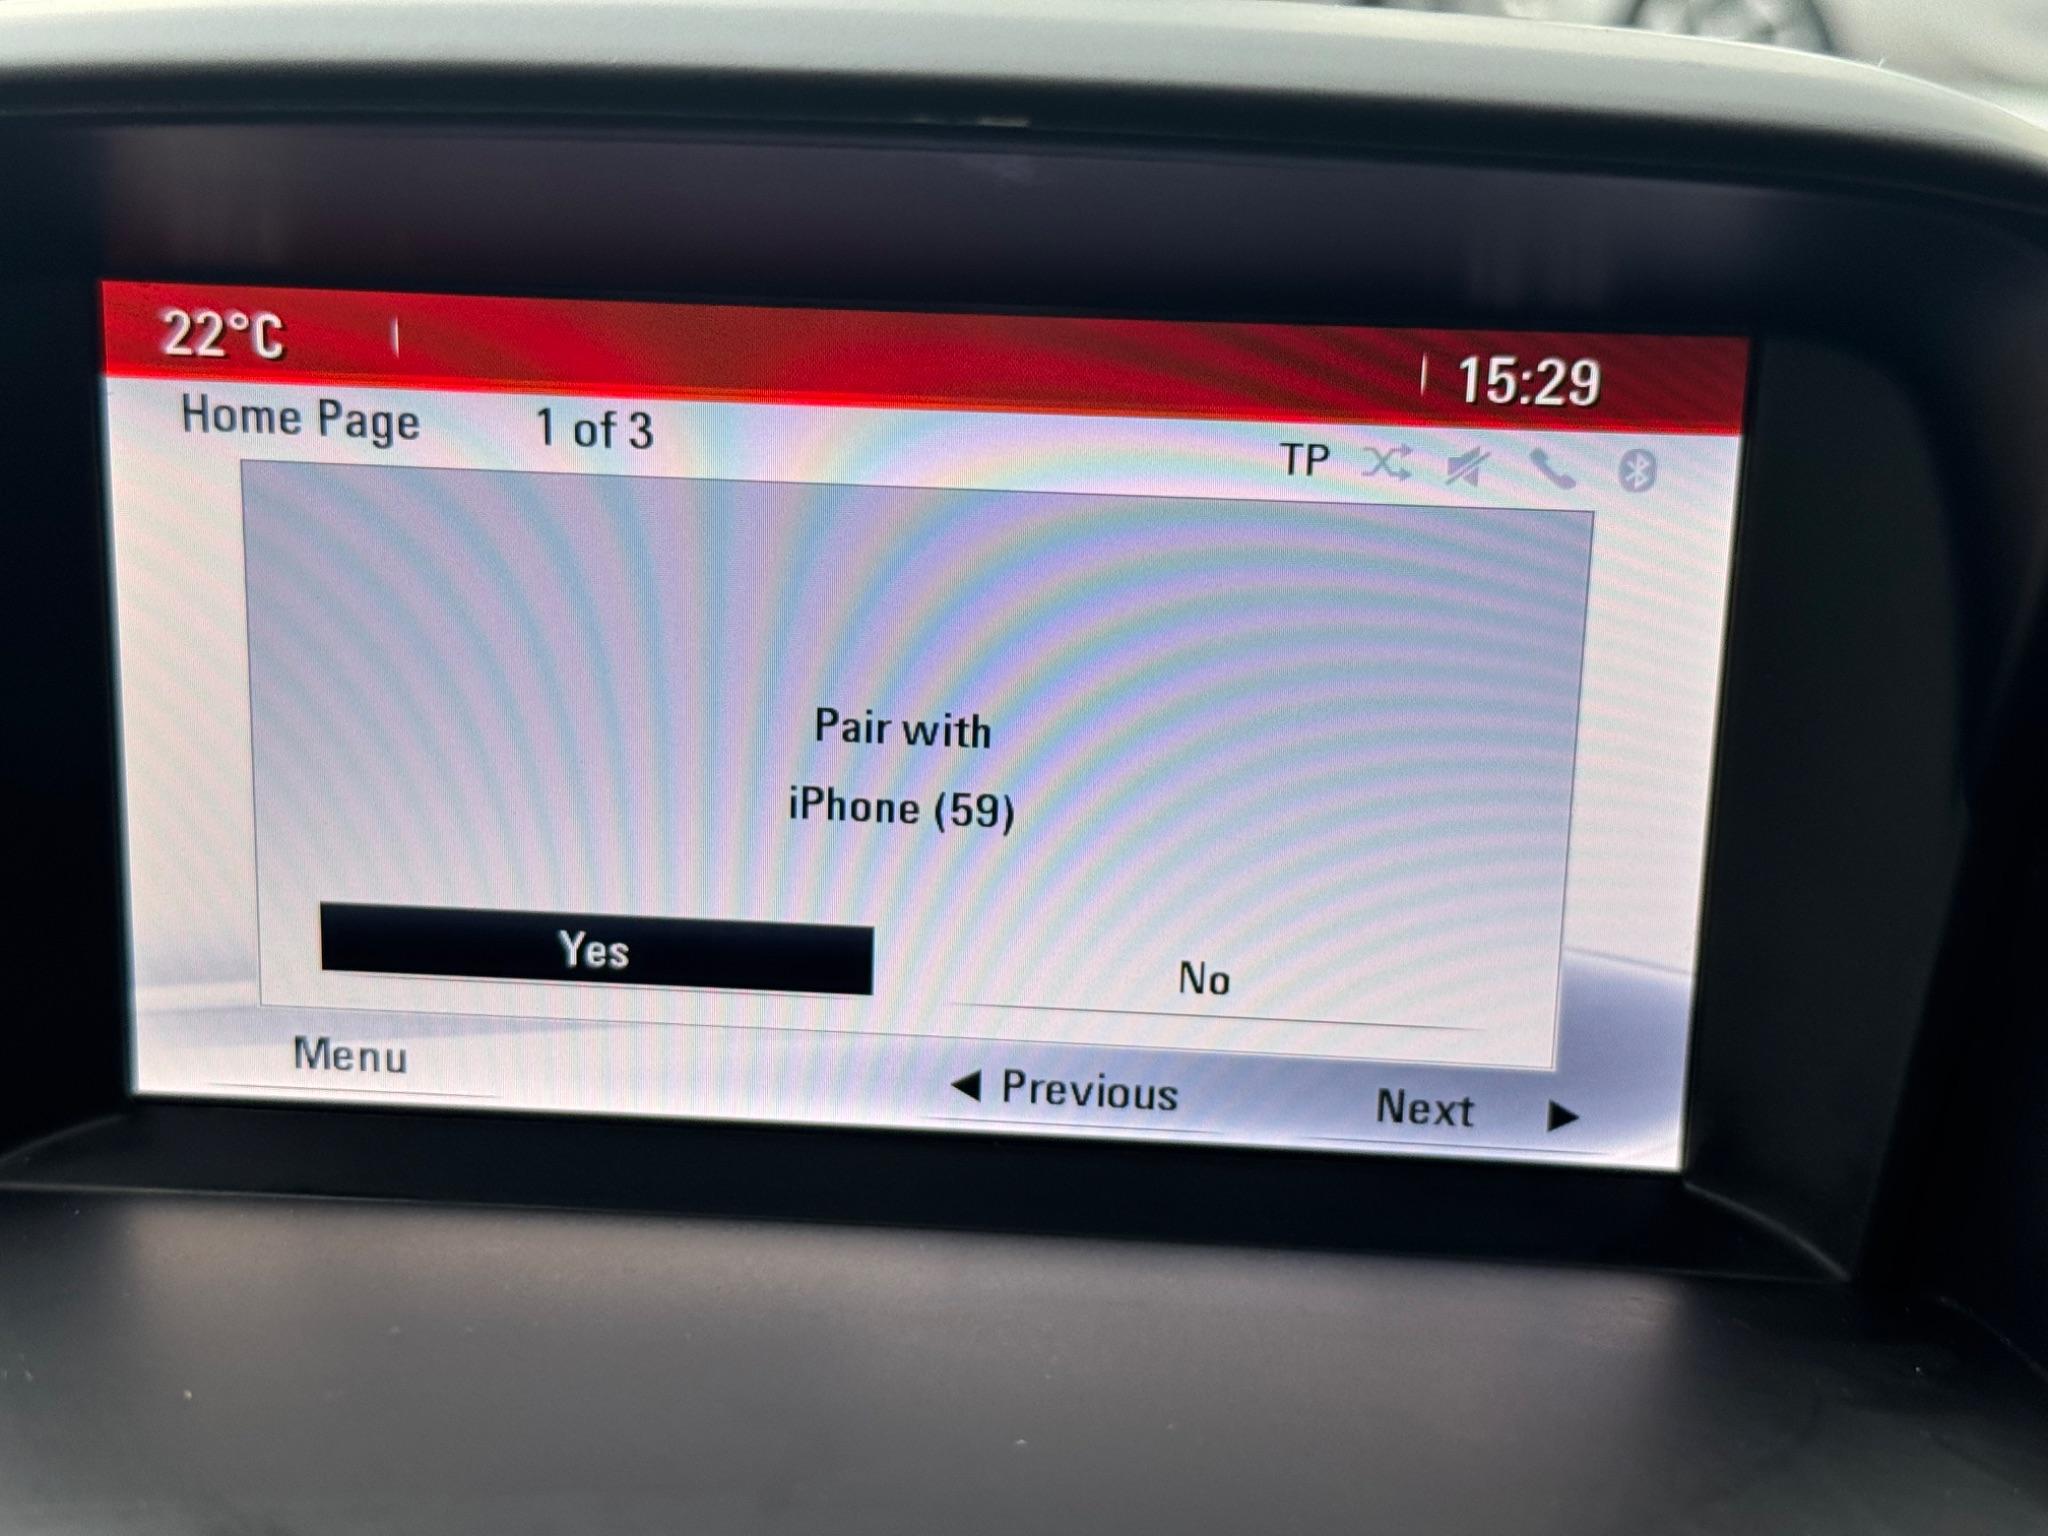 22°C
15:29
Home Page 1 of 3
TP
Pair with
iPhone (59)
Yes
No
Menu
◀ Previous
Next ▶